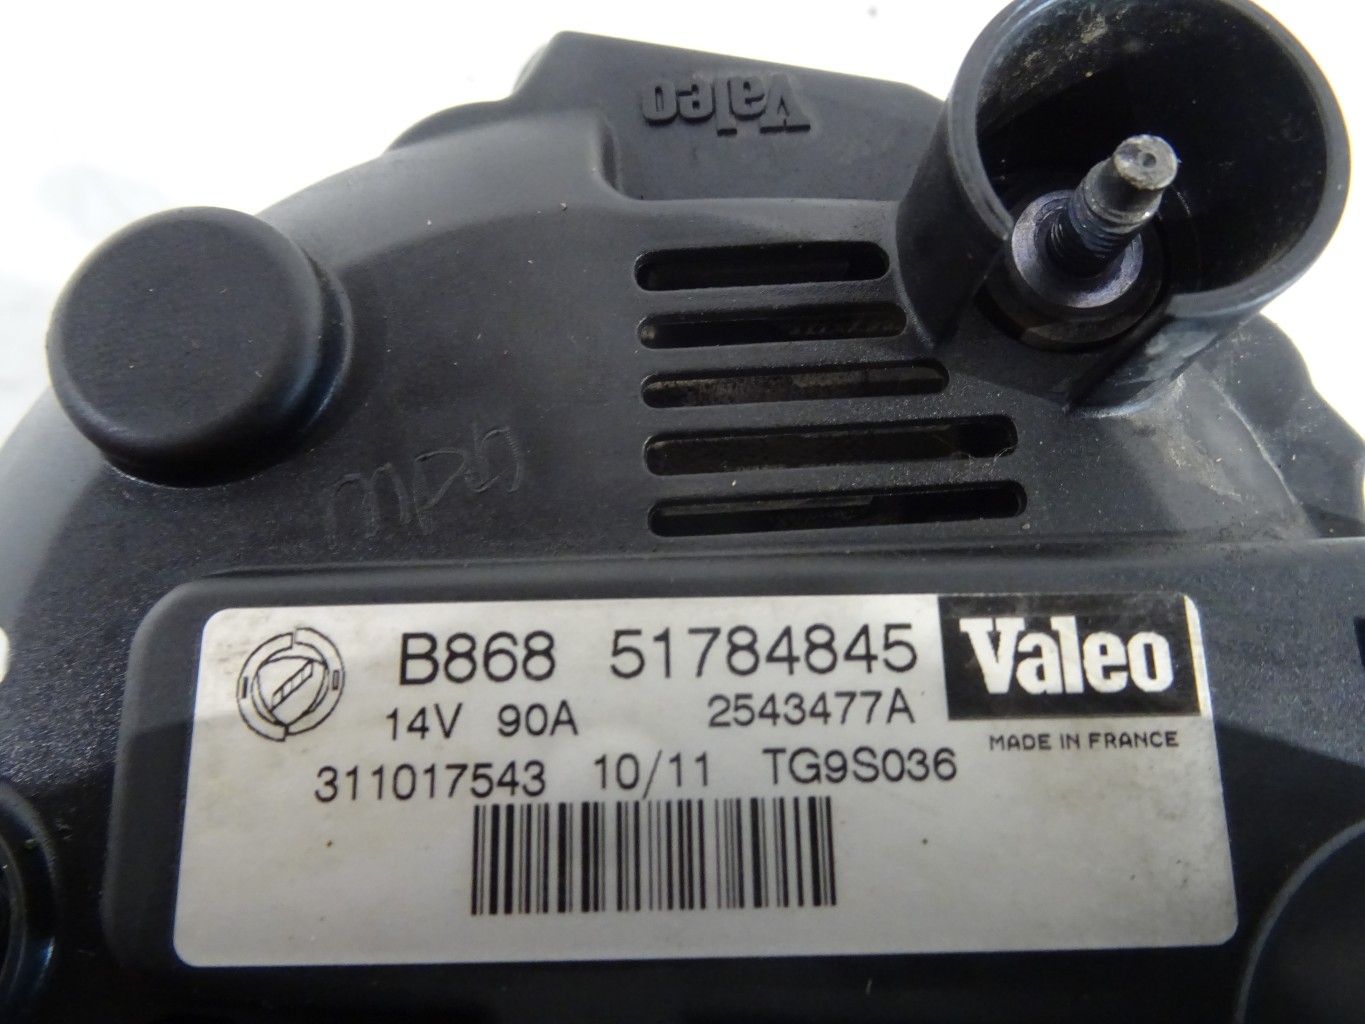 Valeo
B868 51784845
Valeo
14V 90A 2543477A
MADE IN FRANCE
311017543 10/11 TG9S036